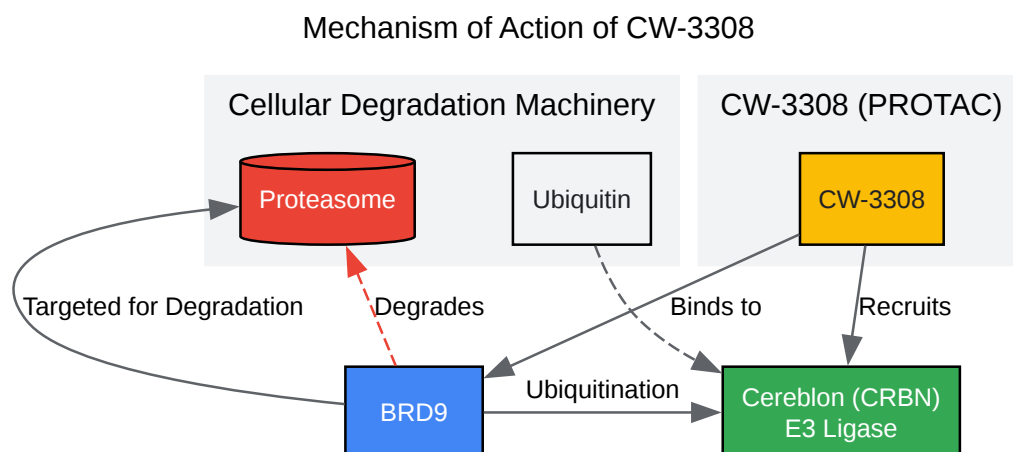 Mechanism of Action of CW-3308
Cellular Degradation Machinery
CW-3308 (PROTAC)
Proteasome
Ubiquitin
CW-3308
Targeted for Degradation
Degrades
Binds to
Recruits
BRD9
Ubiquitination
Cereblon (CRBN)
E3 Ligase